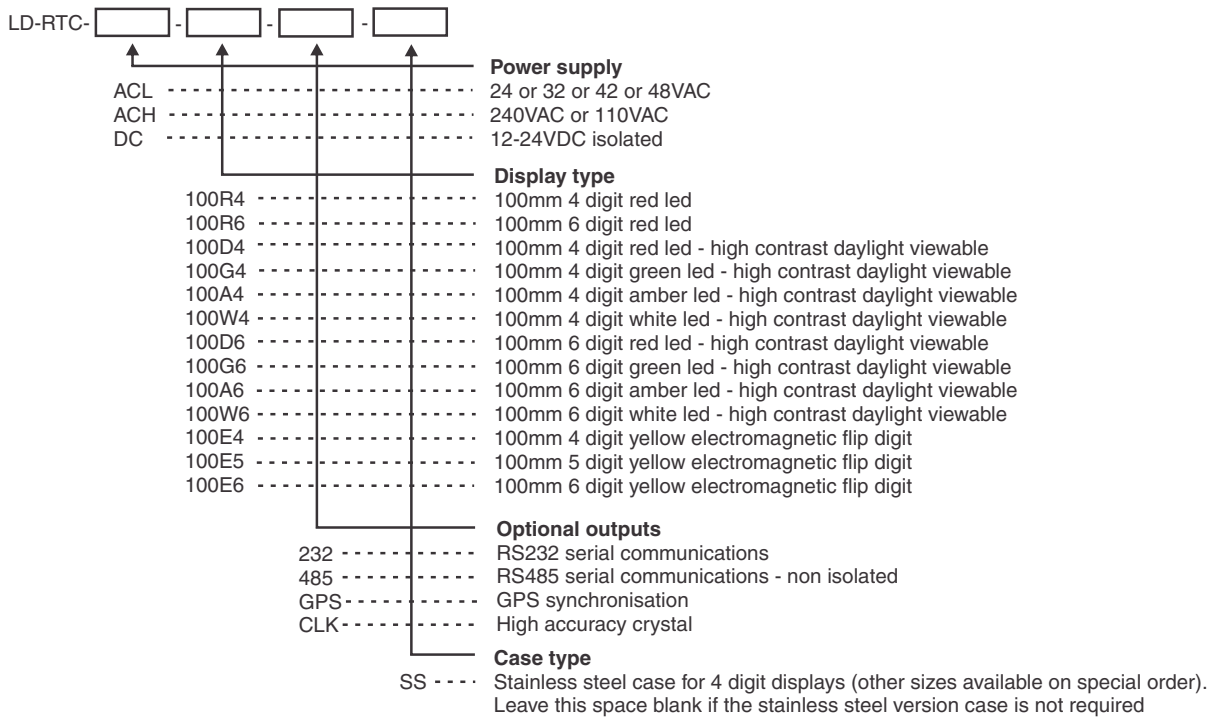 LD-RTC- - - -
Power supply
ACL 24 or 32 or 42 or 48VAC
ACH 240VAC or 110VAC
DC 12-24VDC isolated
Display type
100R4 100mm 4 digit red led
100R6 100mm 6 digit red led
100D4 100mm 4 digit red led - high contrast daylight viewable
100G4 100mm 4 digit green led - high contrast daylight viewable
100A4 100mm 4 digit amber led - high contrast daylight viewable
100W4 100mm 4 digit white led - high contrast daylight viewable
100D6 100mm 6 digit red led - high contrast daylight viewable
100G6 100mm 6 digit green led - high contrast daylight viewable
100A6 100mm 6 digit amber led - high contrast daylight viewable
100W6 100mm 6 digit white led - high contrast daylight viewable
100E4 100mm 4 digit yellow electromagnetic flip digit
100E5 100mm 5 digit yellow electromagnetic flip digit
100E6 100mm 6 digit yellow electromagnetic flip digit
Optional outputs
232 RS232 serial communications
485 RS485 serial communications - non isolated
GPS GPS synchronisation
CLK High accuracy crystal
Case type
SS Stainless steel case for 4 digit displays (other sizes available on special order).
Leave this space blank if the stainless steel version case is not required